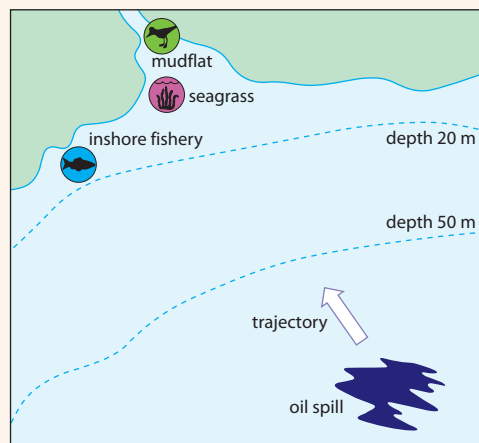 mudflat
seagrass
inshore fishery
depth 20 m
depth 50 m
trajectory
oil spill